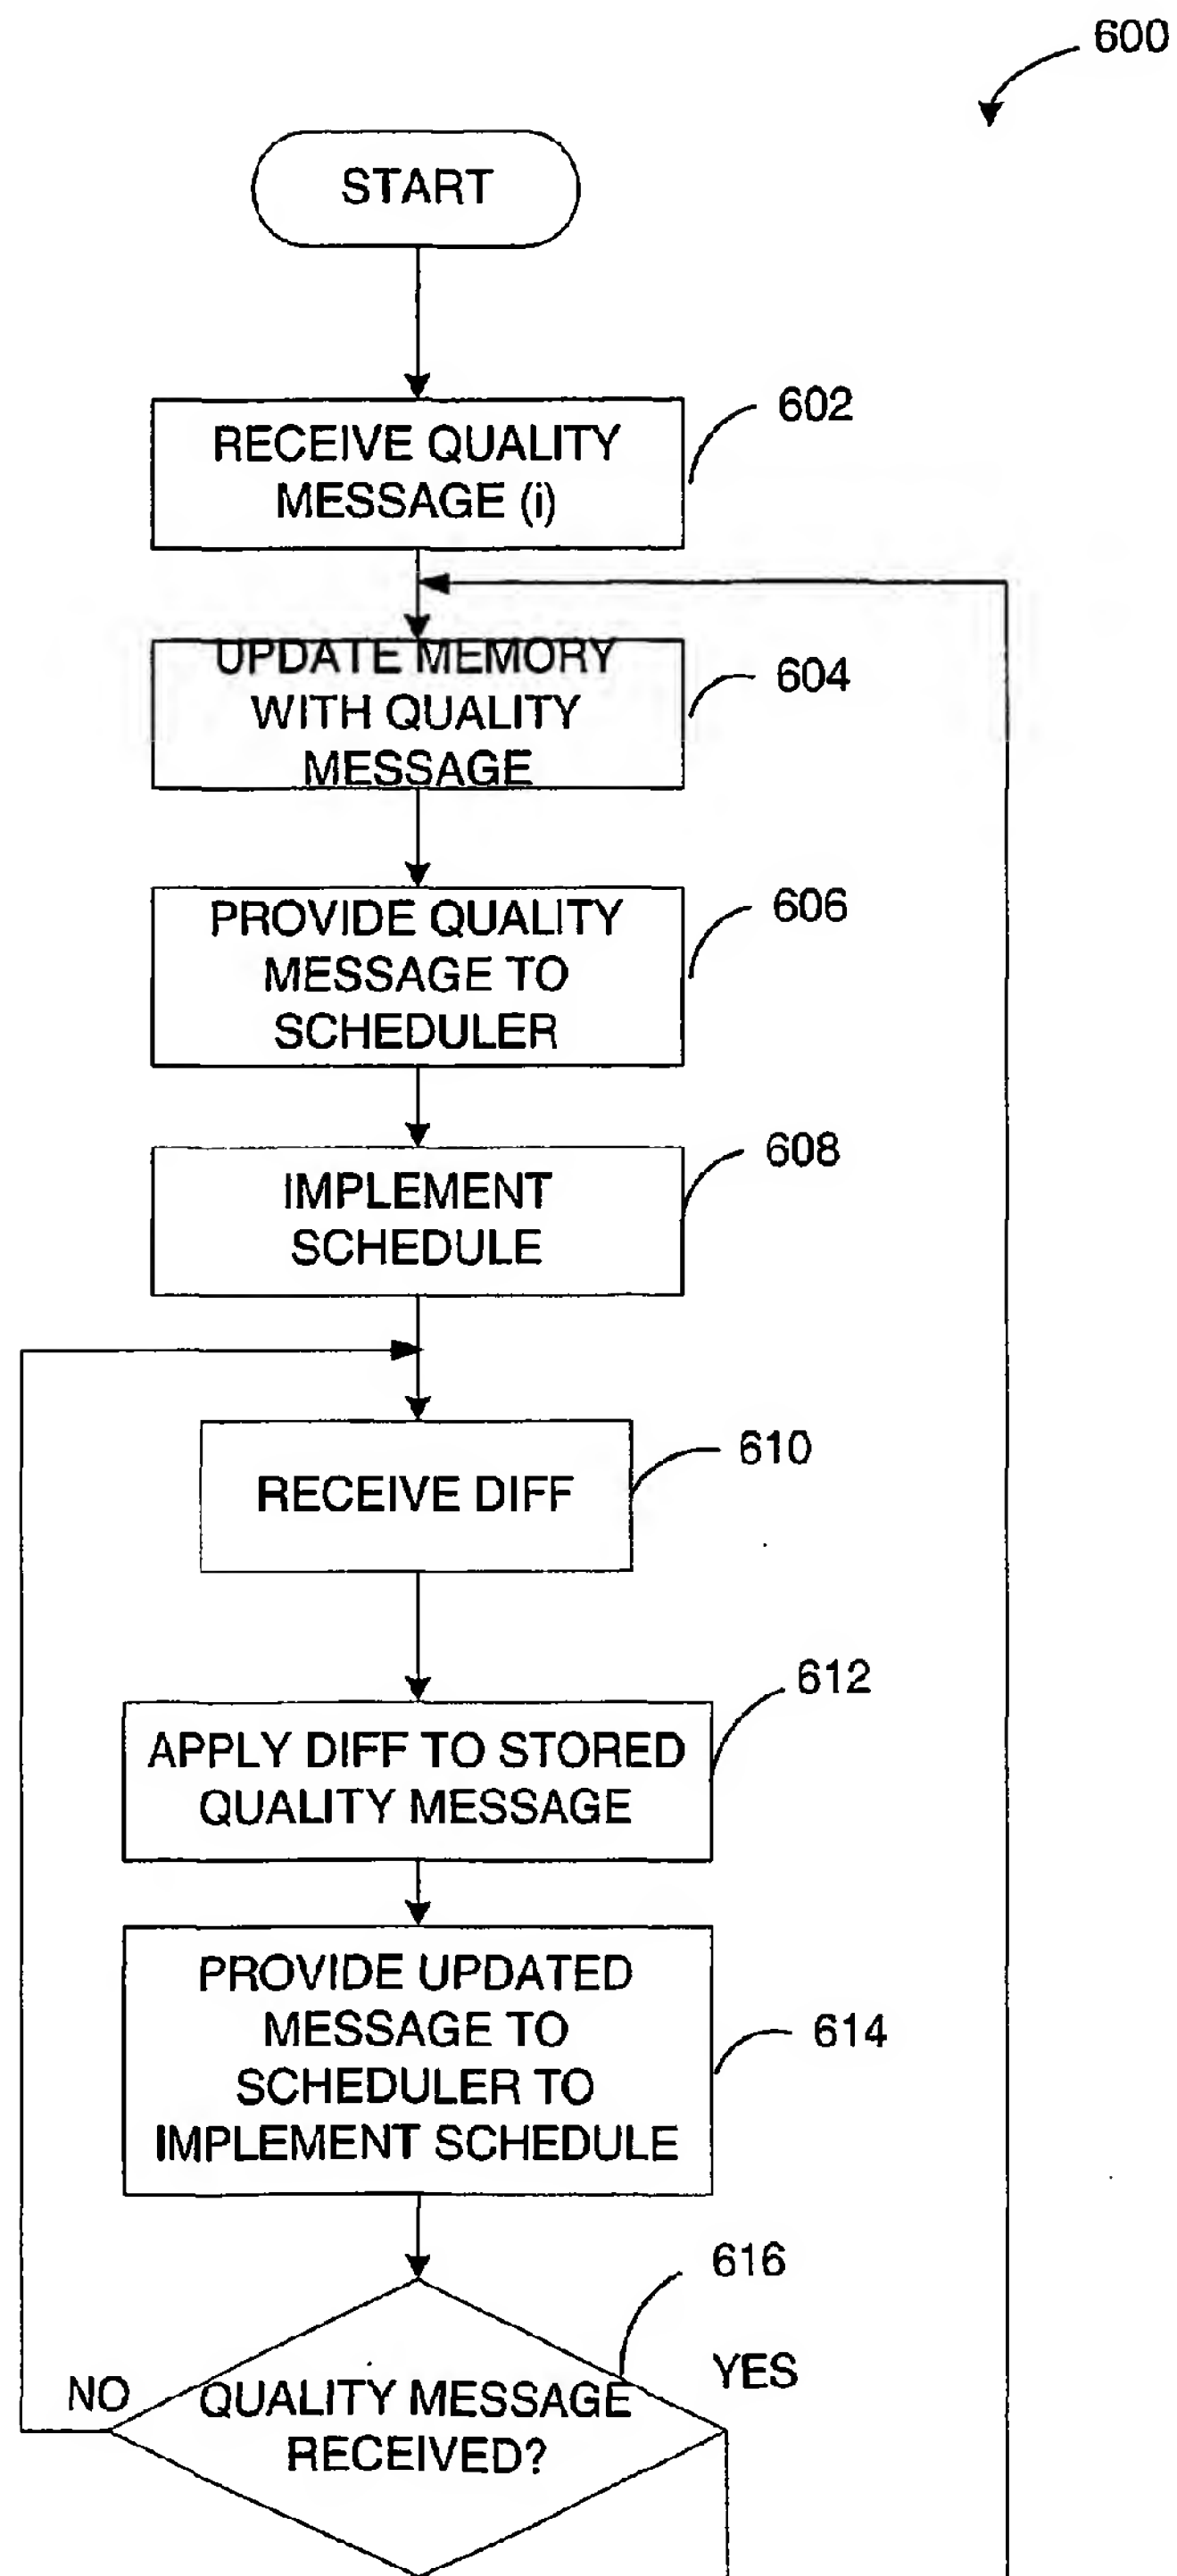 600
START
602
RECEIVE QUALITY
MESSAGE (i)
604
UPDATE MEMORY
WITH QUALITY
MESSAGE
606
PROVIDE QUALITY
MESSAGE TO
SCHEDULER
608
IMPLEMENT
SCHEDULE
610
RECEIVE DIFF
612
APPLY DIFF TO STORED
QUALITY MESSAGE
PROVIDE UPDATED
MESSAGE TO
SCHEDULER TO
IMPLEMENT SCHEDULE
614
616
NO
YES
QUALITY MESSAGE
RECEIVED?